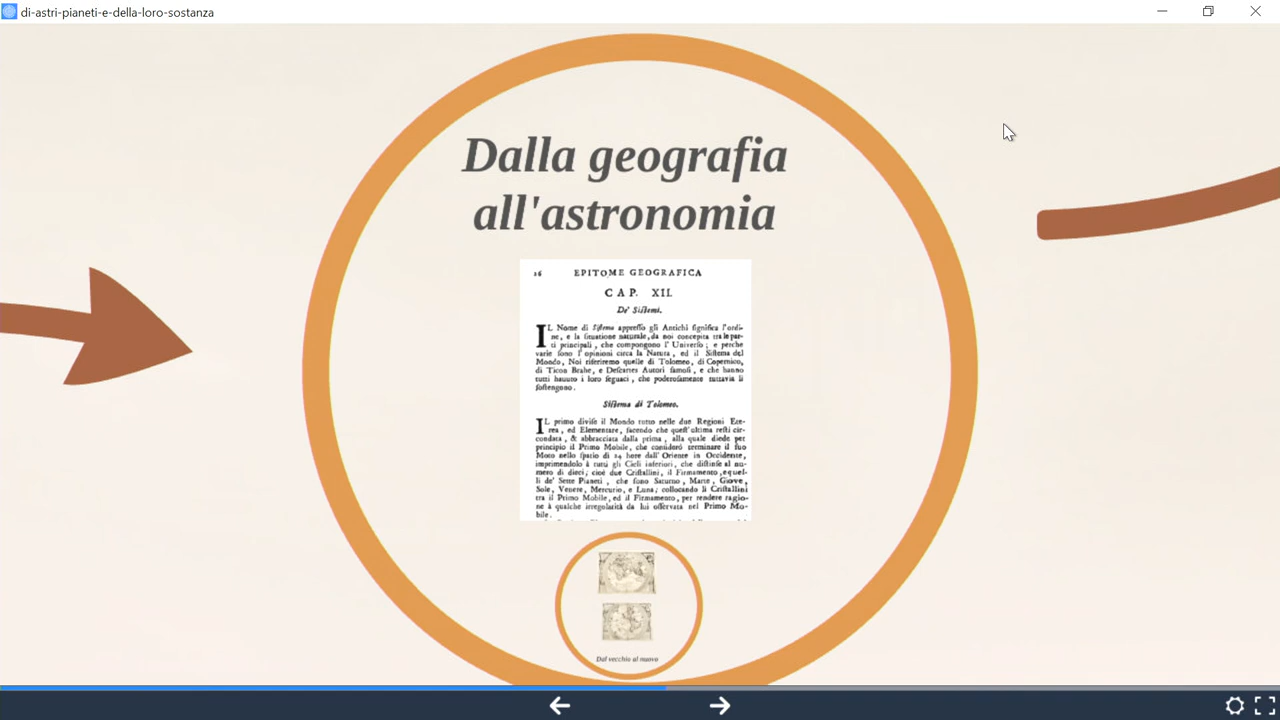 di-astri-pianeti-e-della-loro-sostanza
Dalla geografia
all'astronomia
16 EPITOME GEOGRAFICA
CAP. XII.
De' Siſtemi.
IL Nome di Siſtema appreſſo gli Antichi ſignifica l'ordi-
ne, e la ſituatione naturale, da noi concepita tra le par-
ti principali, che compongono l' Univerſo; e perche
varie ſono l'opinioni circa la Natura, ed il Siſtema del
Mondo, Noi riferiremo quelle di Tolomeo, di Copernico,
di Ticon Brahe, e Deſcartes Autori famoſi, e che hanno
tutti havuto i loro ſeguaci, che poderoſamente tuttavia li
ſoſtengono.
Siſtema di Tolomeo.
IL primo diviſe il Mondo tutto nelle due Regioni Ete-
rea, ed Elementare, facendo che queſt'ultima reſti cir-
condata, & abbracciata dalla prima, alla quale diede per
principio il Primo Mobile, che conſiderò terminare il ſuo
Moto nello ſpatio di 24 hore dall' Oriente in Occidente,
imprimendolo à tutti gli Cieli inferiori, che diſtinſe al nu-
mero di dieci; cioè due Criſtallini, il Firmamento, e quel-
li de' Sette Pianeti, che ſono Saturno, Marte, Giove,
Sole, Venere, Mercurio, e Luna; collocando li Criſtallini
tra il Primo Mobile, ed il Firmamento, per rendere ragio-
ne à qualche irregolarità da lui oſſervata nel Primo Mo-
bile.
Dal vecchio al nuovo